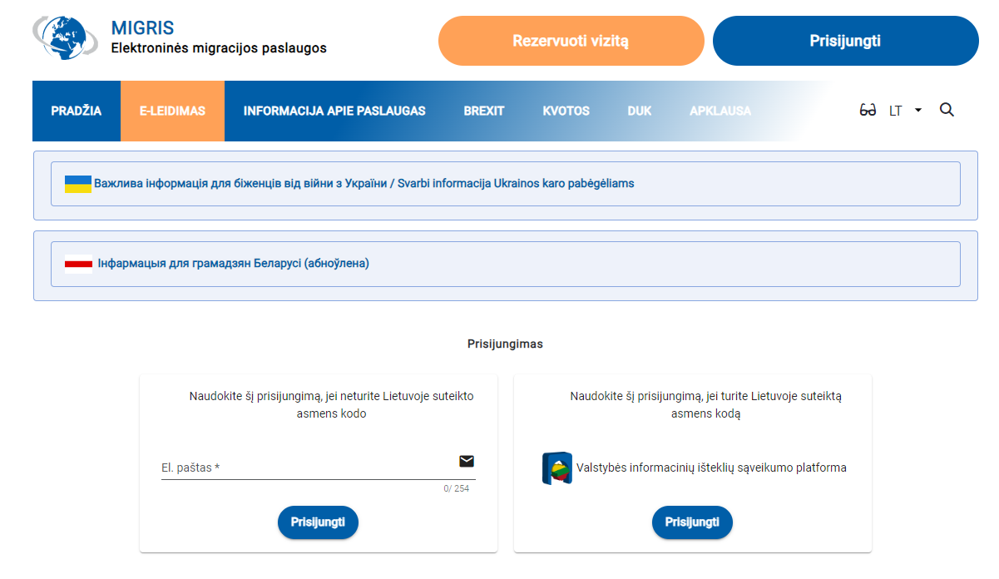 MIGRIS
Elektroninės migracijos paslaugos
Rezervuoti vizitą
Prisijungti
PRADŽIA
E-LEIDIMAS
INFORMACIJA APIE PASLAUGAS
BREXIT
KVOTOS
DUK
APKLAUSA
LT
Важлива інформація для біженців від війни з України / Svarbi informacija Ukrainos karo pabėgėliams
Інфармацыя для грамадзян Беларусі (абноўлена)
Prisijungimas
Naudokite šį prisijungimą, jei neturite Lietuvoje suteikto
asmens kodo
El. paštas *
0/ 254
Prisijungti
Naudokite šį prisijungimą, jei turite Lietuvoje suteiktą
asmens kodą
Valstybės informacinių išteklių sąveikumo platforma
Prisijungti